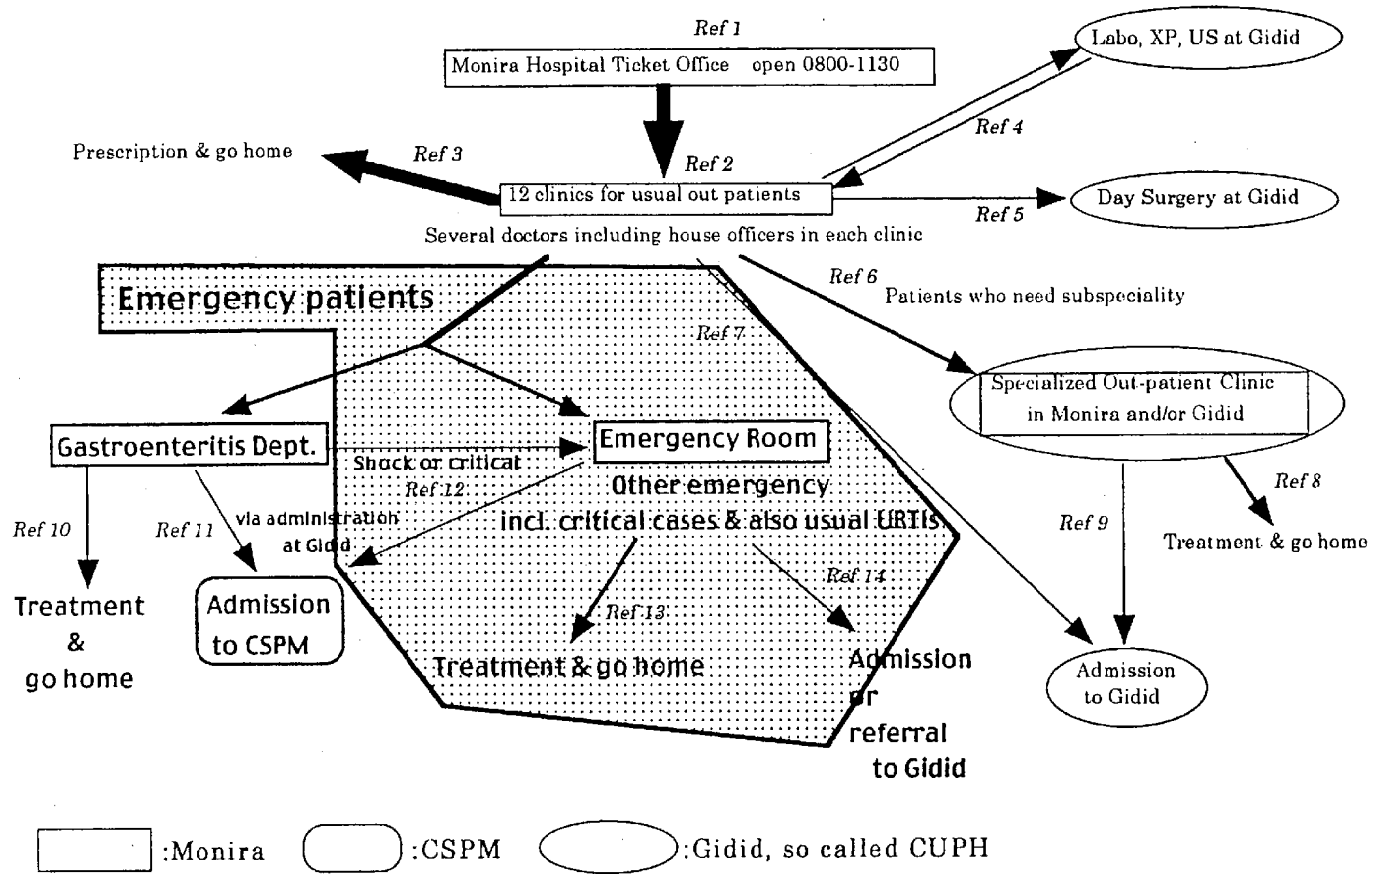 Ref 1
Monira Hospital Ticket Office open 0800-1130
Labo, XP, US at Gidid
Ref 4
Prescription & go home
Ref 3
Ref 2
12 clinics for usual out patients
Day Surgery at Gidid
Ref 5
Several doctors including house officers in each clinic
Emergency patients
Ref 6
Patients who need subspeciality
Ref 7
Specialized Out-patient Clinic
in Monira and/or Gidid
Gastroenteritis Dept.
Emergency Room
Shock or critical
Ref 12
Other emergency
incl. critical cases & also usual URTIs.
Ref 8
Ref 9
Treatment & go home
Ref 10
Ref 11
via administration
at Gidid
Ref 14
Ref 13
Treatment
&
go home
Admission
to CSPM
Treatment & go home
Admission
or
referral
to Gidid
Admission
to Gidid
:Monira
:CSPM
:Gidid, so called CUPH